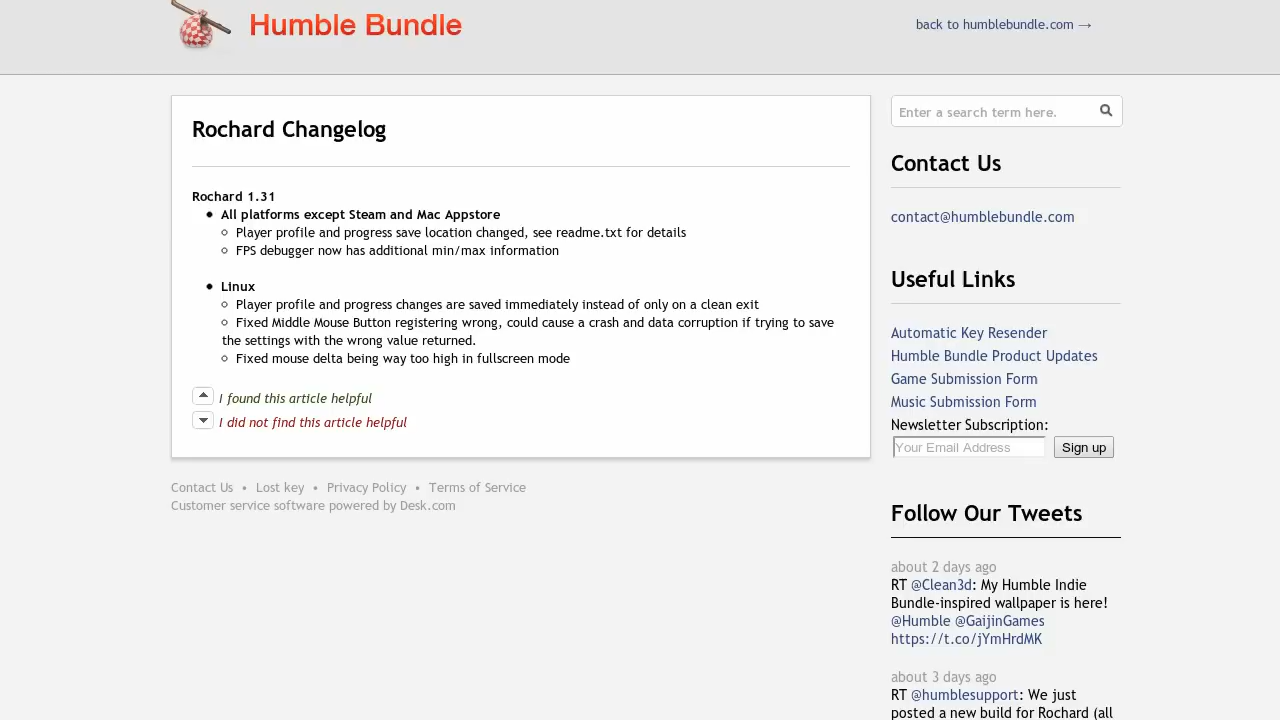 Humble Bundle
back to humblebundle.com →
Rochard Changelog
Rochard 1.31
All platforms except Steam and Mac Appstore
Player profile and progress save location changed, see readme.txt for details
FPS debugger now has additional min/max information
Linux
Player profile and progress changes are saved immediately instead of only on a clean exit
Fixed Middle Mouse Button registering wrong, could cause a crash and data corruption if trying to save
the settings with the wrong value returned.
Fixed mouse delta being way too high in fullscreen mode
I found this article helpful
I did not find this article helpful
Contact Us • Lost key • Privacy Policy • Terms of Service
Customer service software powered by Desk.com
Enter a search term here.
Contact Us
contact@humblebundle.com
Useful Links
Automatic Key Resender
Humble Bundle Product Updates
Game Submission Form
Music Submission Form
Newsletter Subscription:
Your Email Address Sign up
Follow Our Tweets
about 2 days ago
RT @Clean3d: My Humble Indie
Bundle-inspired wallpaper is here!
@Humble @GaijinGames
https://t.co/jYmHrdMK
about 3 days ago
RT @humblesupport: We just
posted a new build for Rochard (all